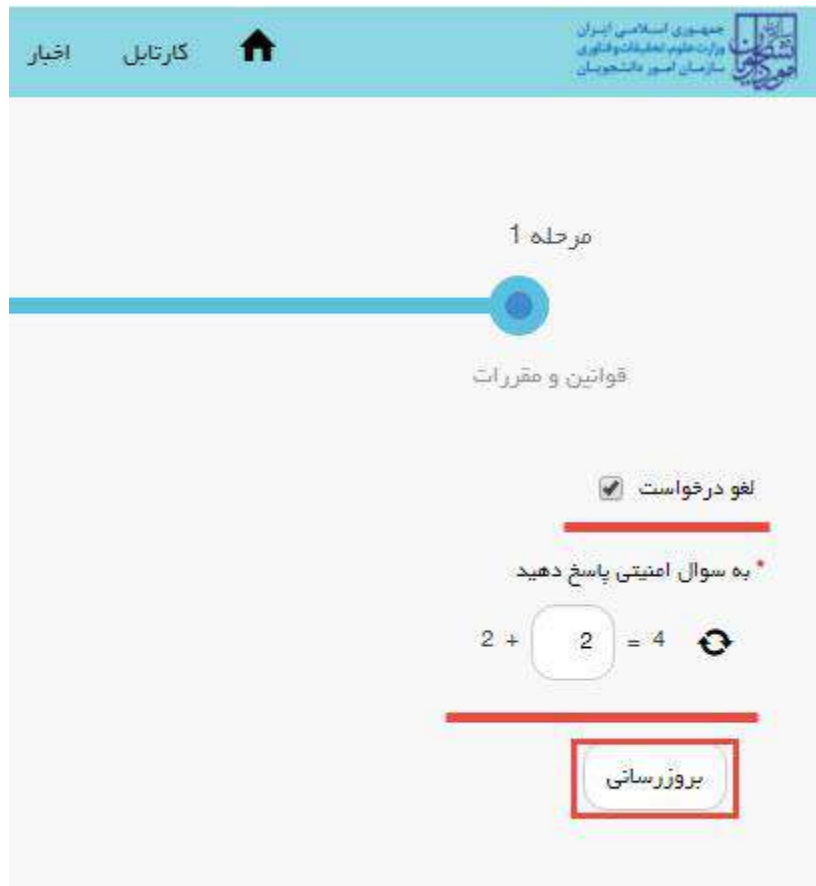 جمهوری اسلامی ایران
وزارت علوم، تحقیقات و فناوری
سازمان امور دانشجویان
کارتابل
اخبار
مرحله 1
قوانین و مقررات
لغو درخواست
* به سوال امنیتی پاسخ دهید
2 + 2 = 4
بروزرسانی